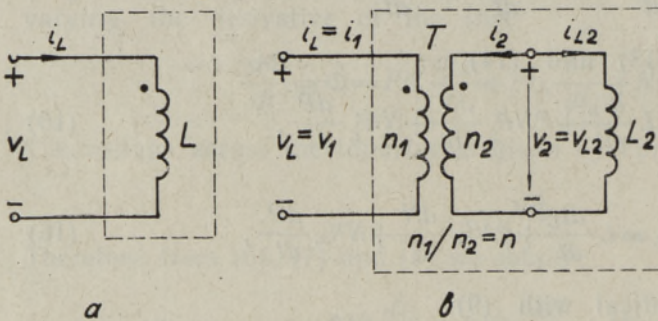 i_L
+
v_L
L
−
i_L = i_1
T
i_2
i_L2
+
+
v_L = v_1
n_1
n_2
v_2 = v_L2
L_2
−
−
n_1/n_2 = n
a
в